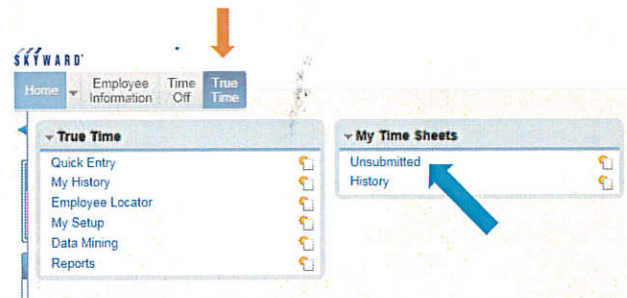 SKYWARD
Home Employee Information Time Off True Time
True Time
Quick Entry
My History
Employee Locator
My Setup
Data Mining
Reports
My Time Sheets
Unsubmitted
History